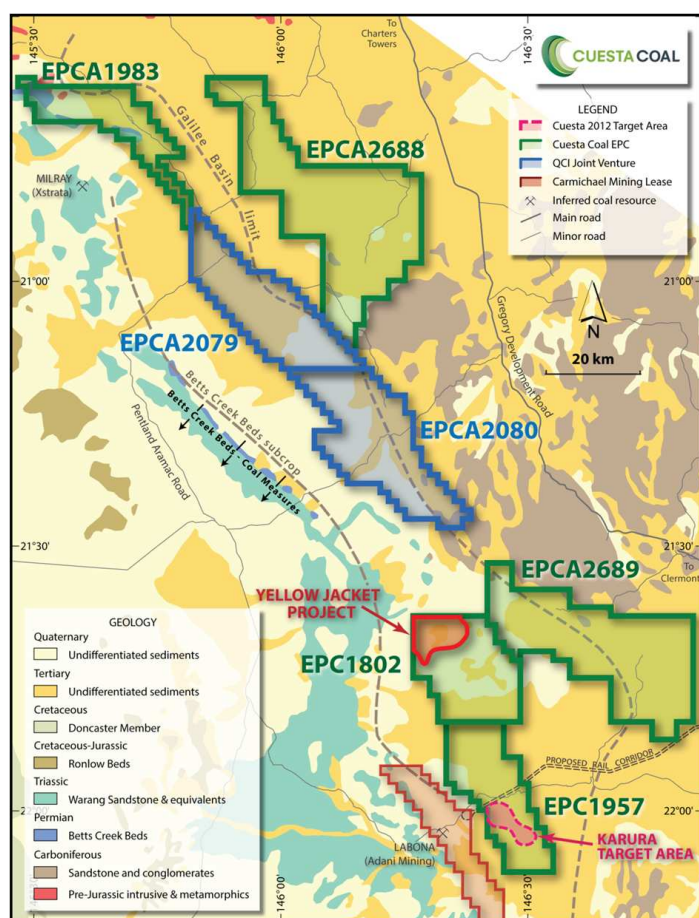 145°30'
146°00'
146°30'
To
Charters
Towers
CUESTA COAL
EPCA1983
LEGEND
Cuesta 2012 Target Area
Cuesta Coal EPC
QCI Joint Venture
Carmichael Mining Lease
Inferred coal resource
Main road
Minor road
Galilee Basin limit
EPCA2688
MILRAY
(Xstrata)
21°00'
21°00'
N
20 km
Gregory Development Road
EPCA2079
Betts Creek Beds subcrop
Betts Creek Beds - Coal Measures
Pentland Aramac Road
EPCA2080
21°30'
21°30'
To
Clermont
EPCA2689
YELLOW JACKET
PROJECT
EPC1802
GEOLOGY
Quaternary
Undifferentiated sediments
Tertiary
Undifferentiated sediments
Cretaceous
Doncaster Member
Cretaceous-Jurassic
Ronlow Beds
Triassic
Warang Sandstone & equivalents
Permian
Betts Creek Beds
Carboniferous
Sandstone and conglomerates
Pre-Jurassic intrusive & metamorphics
PROPOSED RAIL CORRIDOR
22°00'
22°00'
EPC1957
LABONA
(Adani Mining)
KARURA
TARGET AREA
146°00'
146°30'